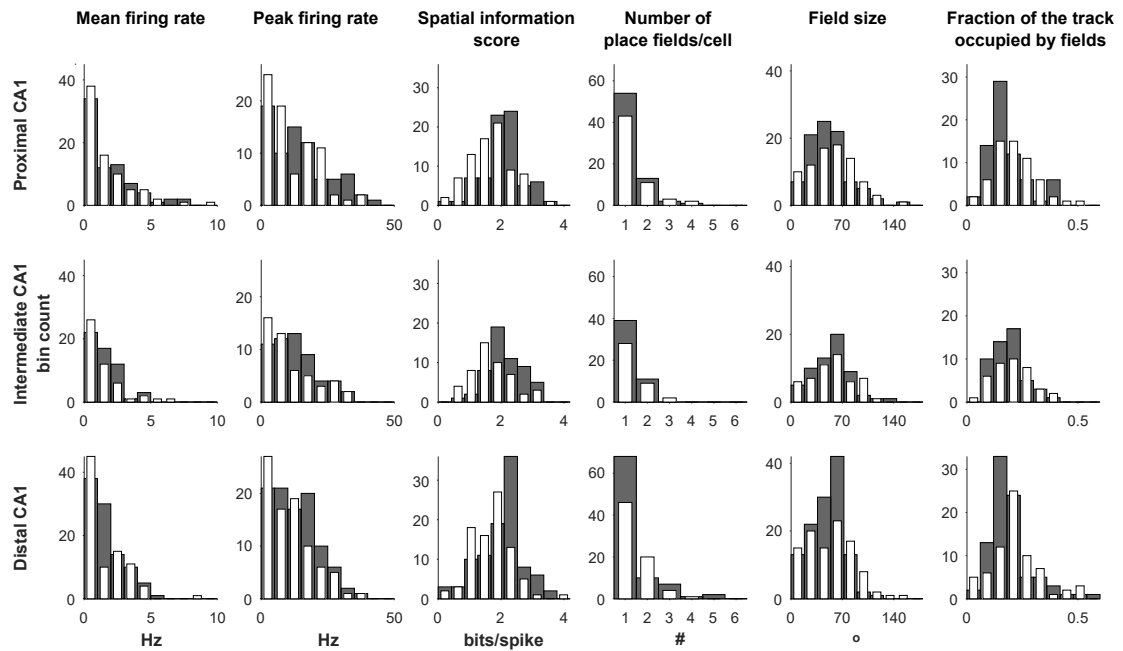 Mean firing rate
Peak firing rate
Spatial information
score
Number of
place fields/cell
Field size
Fraction of the track
occupied by fields
Proximal CA1
40
20
0
0 5 10
20
10
0
0 50
30
20
10
0
0 2 4
60
40
20
0
1 2 3 4 5 6
40
20
0
0 70 140
30
20
10
0
0 0.5
Intermediate CA1
bin count
40
20
0
0 5 10
20
10
0
0 50
30
20
10
0
0 2 4
60
40
20
0
1 2 3 4 5 6
40
20
0
0 70 140
30
20
10
0
0 0.5
Distal CA1
40
20
0
0 5 10
Hz
20
10
0
0 50
Hz
30
20
10
0
0 2 4
bits/spike
60
40
20
0
1 2 3 4 5 6
#
40
20
0
0 70 140
o
30
20
10
0
0 0.5